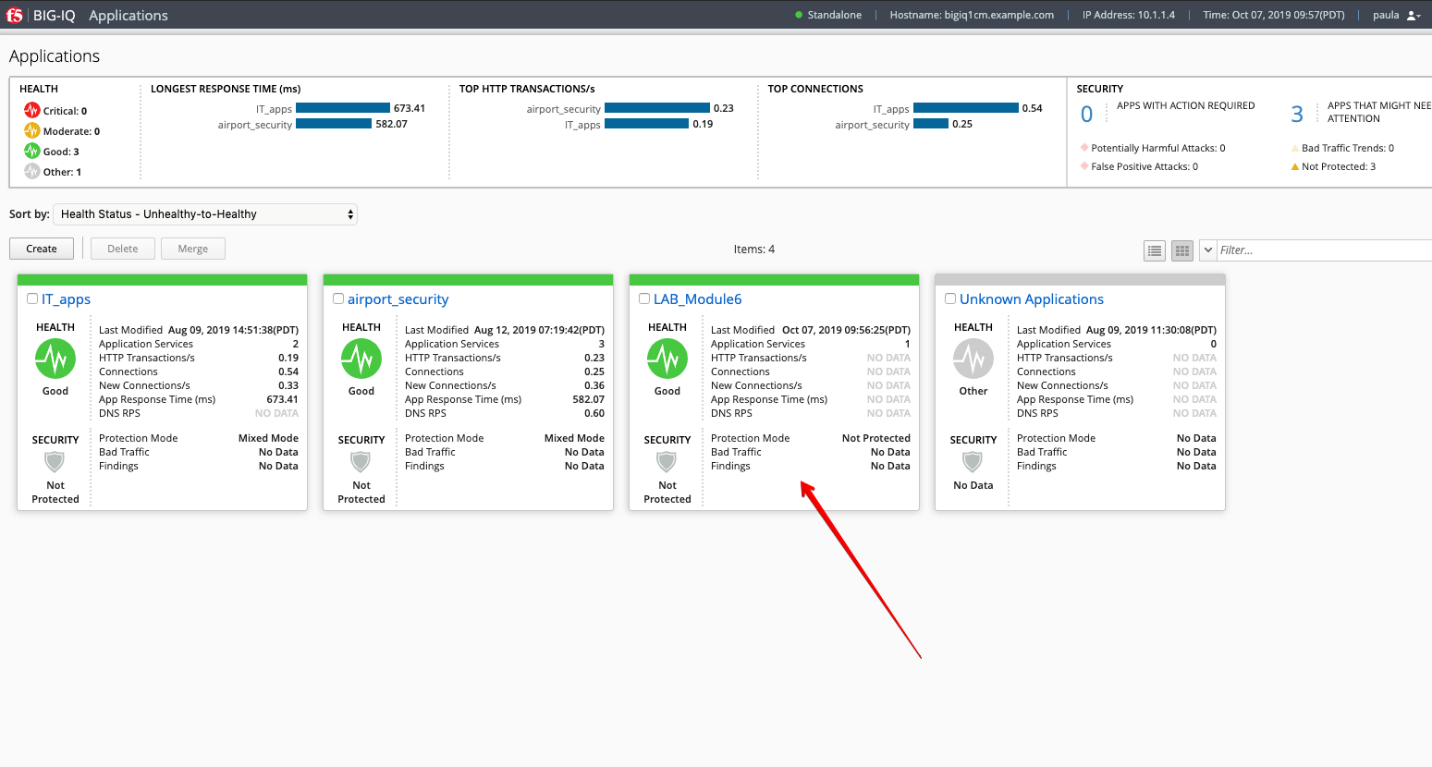 f5 BIG-IQ Applications Standalone Hostname: bigiq1cm.example.com IP Address: 10.1.1.4 Time: Oct 07, 2019 09:57(PDT) paula
Applications
HEALTH
Critical: 0
Moderate: 0
Good: 3
Other: 1
LONGEST RESPONSE TIME (ms)
IT_apps 673.41
airport_security 582.07
TOP HTTP TRANSACTIONS/s
airport_security 0.23
IT_apps 0.19
TOP CONNECTIONS
IT_apps 0.54
airport_security 0.25
SECURITY
0 APPS WITH ACTION REQUIRED
Potentially Harmful Attacks: 0
False Positive Attacks: 0
3 APPS THAT MIGHT NEE
ATTENTION
Bad Traffic Trends: 0
Not Protected: 3
Sort by: Health Status - Unhealthy-to-Healthy
Create Delete Merge Items: 4 Filter...
IT_apps
HEALTH
Good
Last Modified Aug 09, 2019 14:51:38(PDT)
Application Services 2
HTTP Transactions/s 0.19
Connections 0.54
New Connections/s 0.33
App Response Time (ms) 673.41
DNS RPS NO DATA
SECURITY
Not
Protected
Protection Mode Mixed Mode
Bad Traffic No Data
Findings No Data
airport_security
HEALTH
Good
Last Modified Aug 12, 2019 07:19:42(PDT)
Application Services 3
HTTP Transactions/s 0.23
Connections 0.25
New Connections/s 0.36
App Response Time (ms) 582.07
DNS RPS 0.60
SECURITY
Not
Protected
Protection Mode Mixed Mode
Bad Traffic No Data
Findings No Data
LAB_Module6
HEALTH
Good
Last Modified Oct 07, 2019 09:56:25(PDT)
Application Services 1
HTTP Transactions/s NO DATA
Connections NO DATA
New Connections/s NO DATA
App Response Time (ms) NO DATA
DNS RPS NO DATA
SECURITY
Not
Protected
Protection Mode Not Protected
Bad Traffic No Data
Findings No Data
Unknown Applications
HEALTH
Other
Last Modified Aug 09, 2019 11:30:08(PDT)
Application Services 0
HTTP Transactions/s NO DATA
Connections NO DATA
New Connections/s NO DATA
App Response Time (ms) NO DATA
DNS RPS NO DATA
SECURITY
No Data
Protection Mode No Data
Bad Traffic No Data
Findings No Data